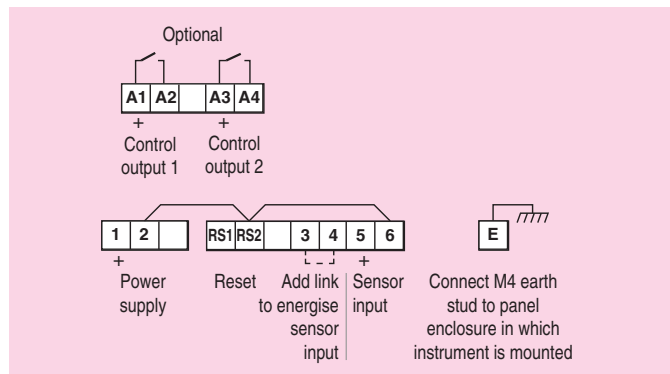 Optional
A1 A2 A3 A4
+ +
Control output 1
Control output 2
1 2 RS1 RS2 3 4 5 6 E
+ +
Power supply
Reset
Add link to energise sensor input
Sensor input
Connect M4 earth stud to panel enclosure in which instrument is mounted